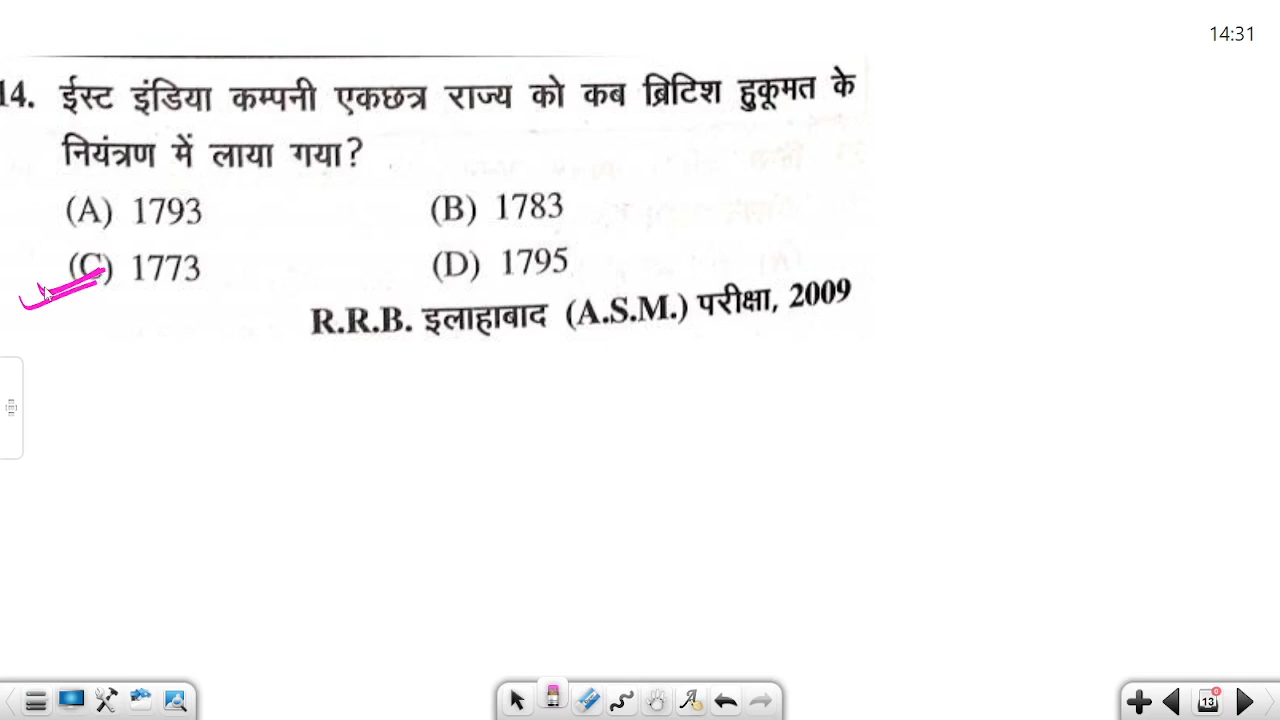 14:31
14. ईस्ट इंडिया कम्पनी एकछत्र राज्य को कब ब्रिटिश हुकूमत के
नियंत्रण में लाया गया?
(A) 1793 (B) 1783
(C) 1773 (D) 1795
R.R.B. इलाहाबाद (A.S.M.) परीक्षा, 2009
13